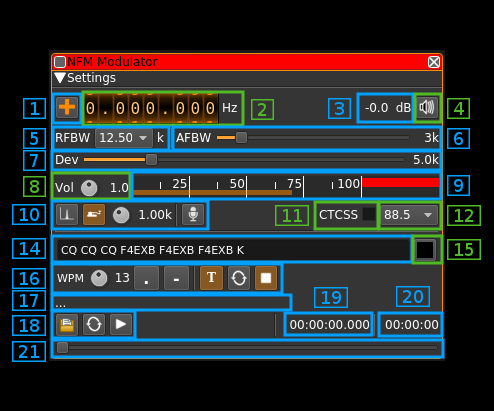 NFM Modulator
Settings
1 0.000.000 Hz 2 3 -0.0 dB 4
5 RFBW 12.50 k AFBW 3k 6
7 Dev 5.0k
8 Vol 1.0 25 50 75 100 9
10 1.00k 11 CTCSS 88.5 12
14 CQ CQ CQ F4EXB F4EXB F4EXB K 15
16 WPM 13 . - T
17 ... 19 20
18 00:00:00.000 00:00:00
21